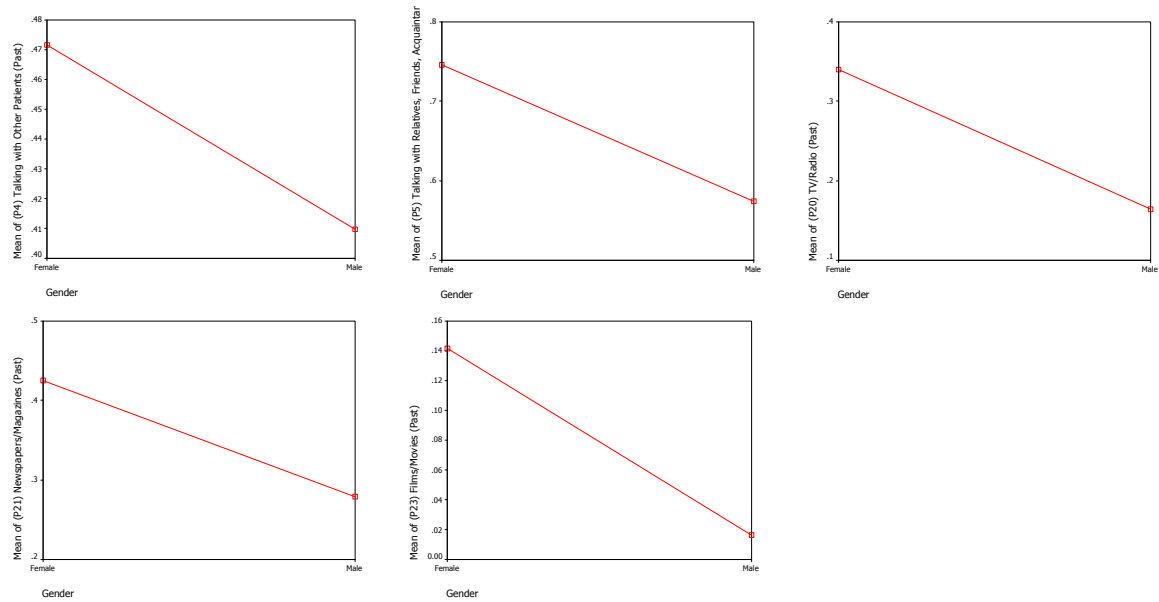 Mean of (P4) Talking with Other Patients (Past)
.48
.47
.46
.45
.44
.43
.42
.41
.40
Female
Male
Gender
Mean of (P5) Talking with Relatives, Friends, Acquaintar
.8
.7
.6
.5
Female
Male
Gender
Mean of (P20) TV/Radio (Past)
.4
.3
.2
.1
Female
Male
Gender
Mean of (P21) Newspapers/Magazines (Past)
.5
.4
.3
.2
Female
Male
Gender
Mean of (P23) Films/Movies (Past)
.16
.14
.12
.10
.08
.06
.04
.02
0.00
Female
Male
Gender